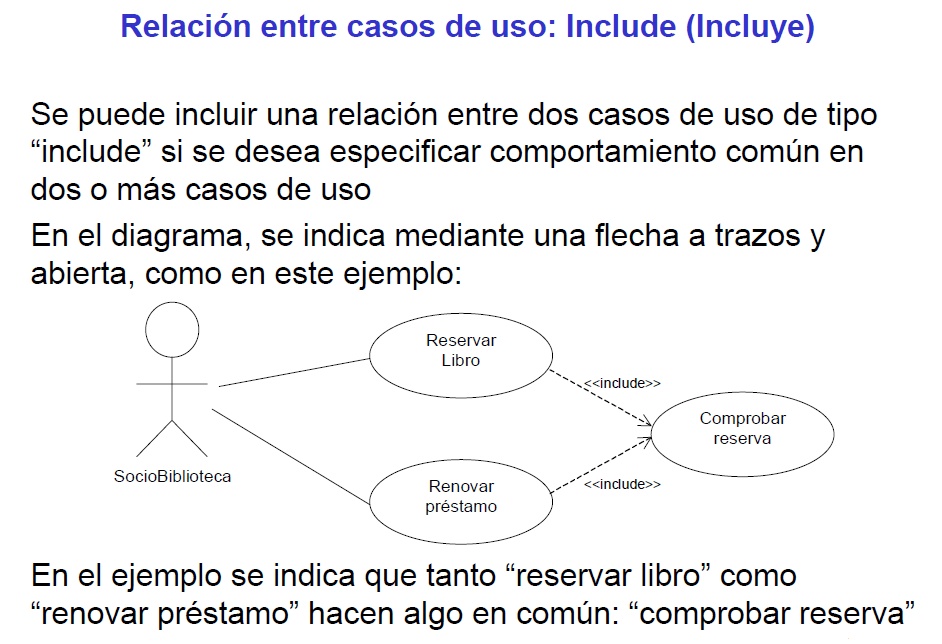 Relación entre casos de uso: Include (Incluye)
Se puede incluir una relación entre dos casos de uso de tipo
“include” si se desea especificar comportamiento común en
dos o más casos de uso
En el diagrama, se indica mediante una flecha a trazos y
abierta, como en este ejemplo:
Reservar
Libro
<<include>>
Comprobar
reserva
SocioBiblioteca
Renovar
préstamo
<<include>>
En el ejemplo se indica que tanto “reservar libro” como
“renovar préstamo” hacen algo en común: “comprobar reserva”